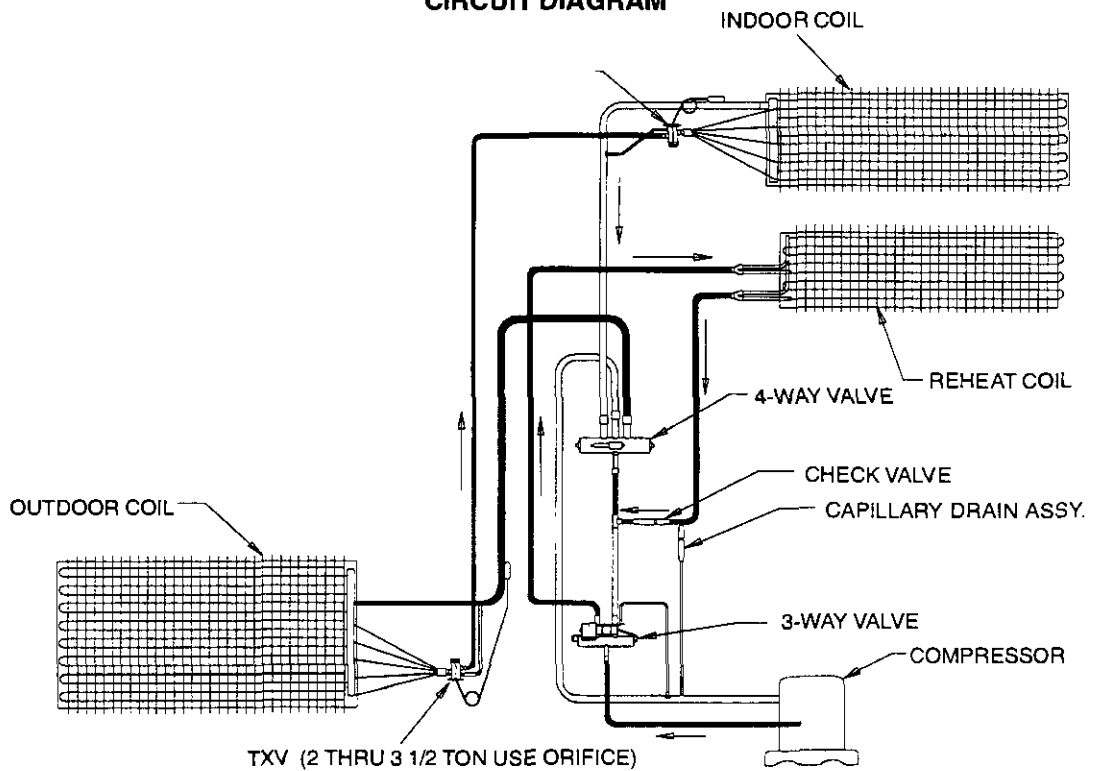 CIRCUIT DIAGRAM
INDOOR COIL
REHEAT COIL
4-WAY VALVE
CHECK VALVE
OUTDOOR COIL
CAPILLARY DRAIN ASSY.
3-WAY VALVE
COMPRESSOR
TXV (2 THRU 3 1/2 TON USE ORIFICE)